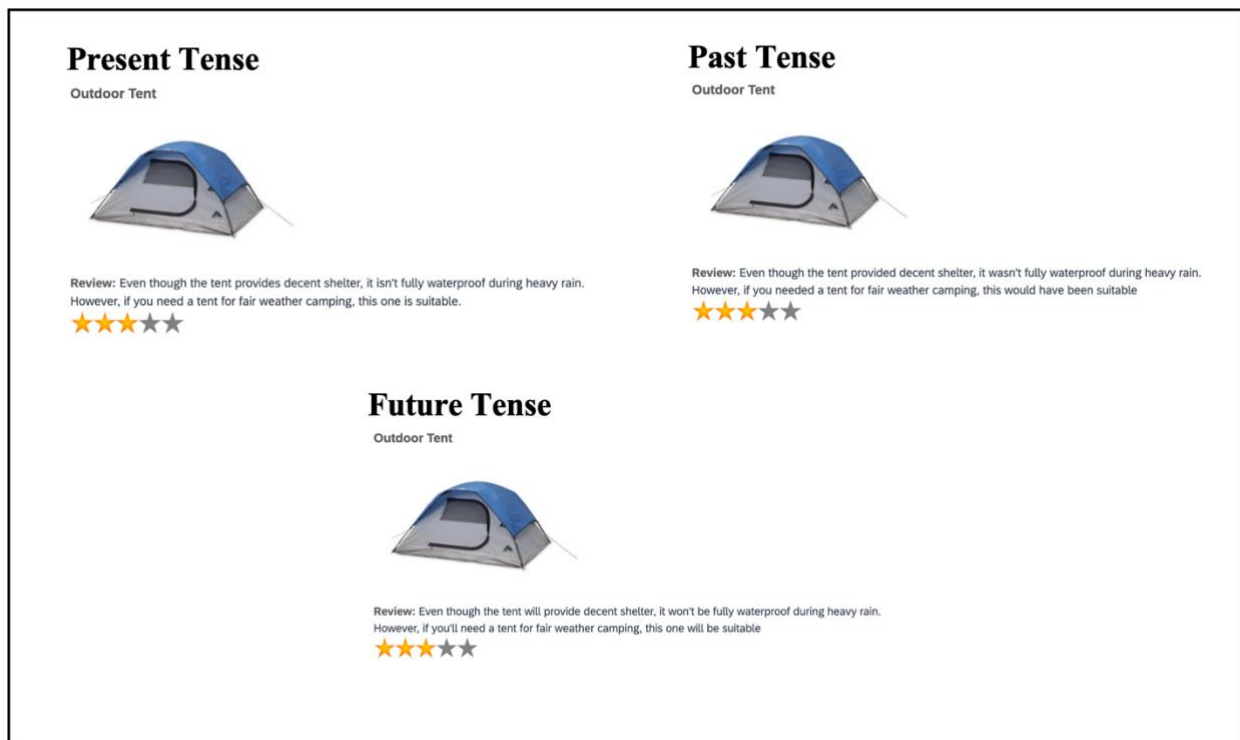 Present Tense
Outdoor Tent
Review: Even though the tent provides decent shelter, it isn't fully waterproof during heavy rain.
However, if you need a tent for fair weather camping, this one is suitable.
Past Tense
Outdoor Tent
Review: Even though the tent provided decent shelter, it wasn't fully waterproof during heavy rain.
However, if you needed a tent for fair weather camping, this would have been suitable
Future Tense
Outdoor Tent
Review: Even though the tent will provide decent shelter, it won't be fully waterproof during heavy rain.
However, if you'll need a tent for fair weather camping, this one will be suitable